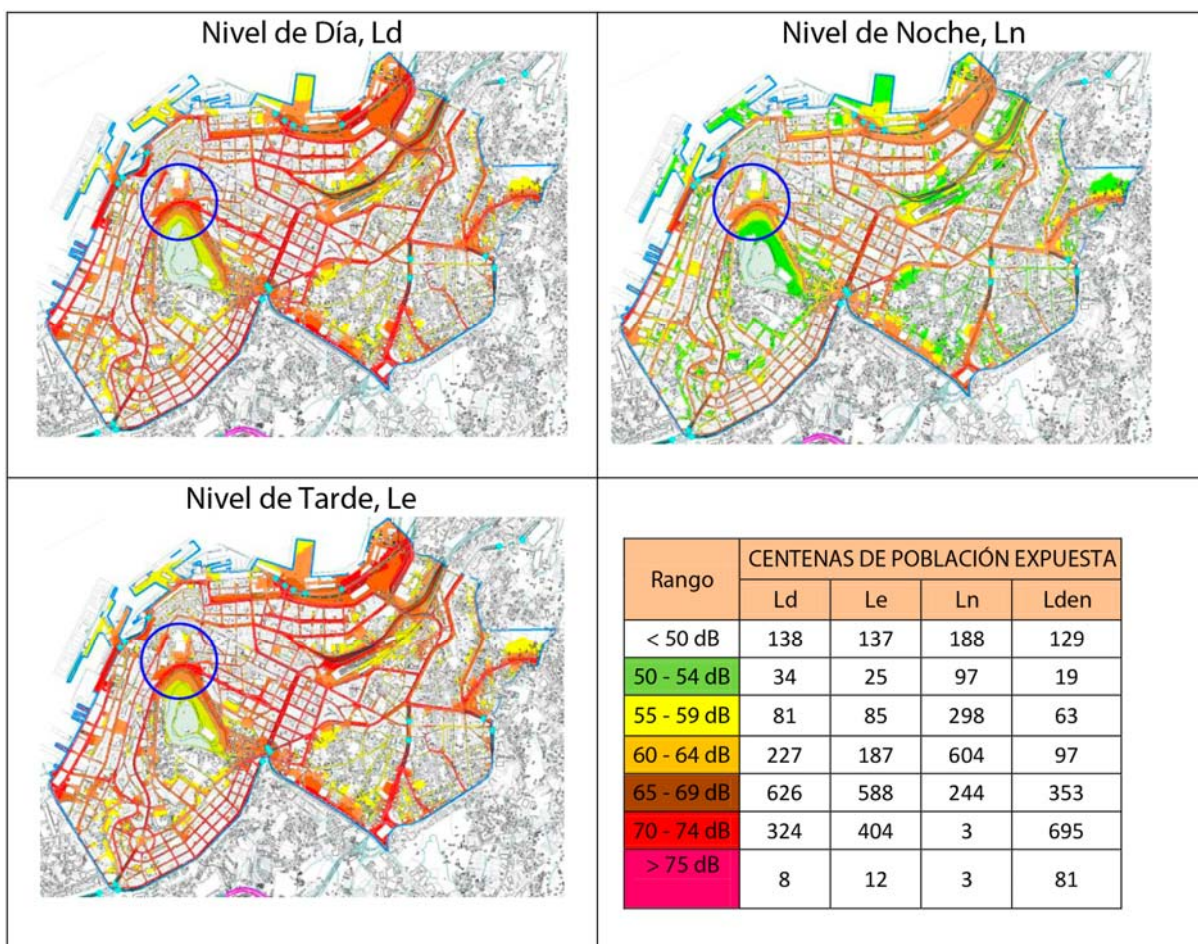 Nivel de Día, Ld
Nivel de Noche, Ln
Nivel de Tarde, Le
Rango CENTENAS DE POBLACIÓN EXPUESTA
Ld Le Ln Lden
< 50 dB 138 137 188 129
50 - 54 dB 34 25 97 19
55 - 59 dB 81 85 298 63
60 - 64 dB 227 187 604 97
65 - 69 dB 626 588 244 353
70 - 74 dB 324 404 3 695
> 75 dB 8 12 3 81